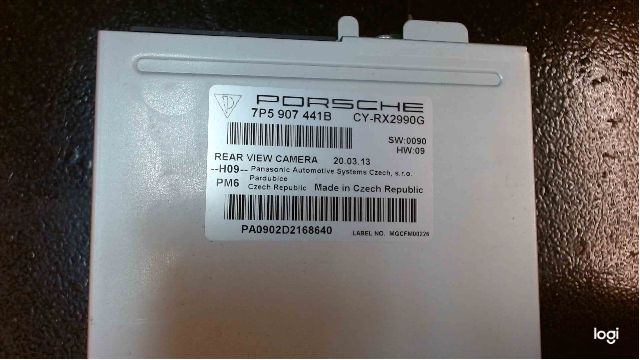 PORSCHE
7P5 907 441B CY-RX2990G
SW:0090
HW:09
REAR VIEW CAMERA 20.03.13
--H09-- Panasonic Automotive Systems Czech, s.r.o.
Pardubice
PM6 Czech Republic Made in Czech Republic
PA0902D2168640 LABEL NO. MGCFM00226
logi